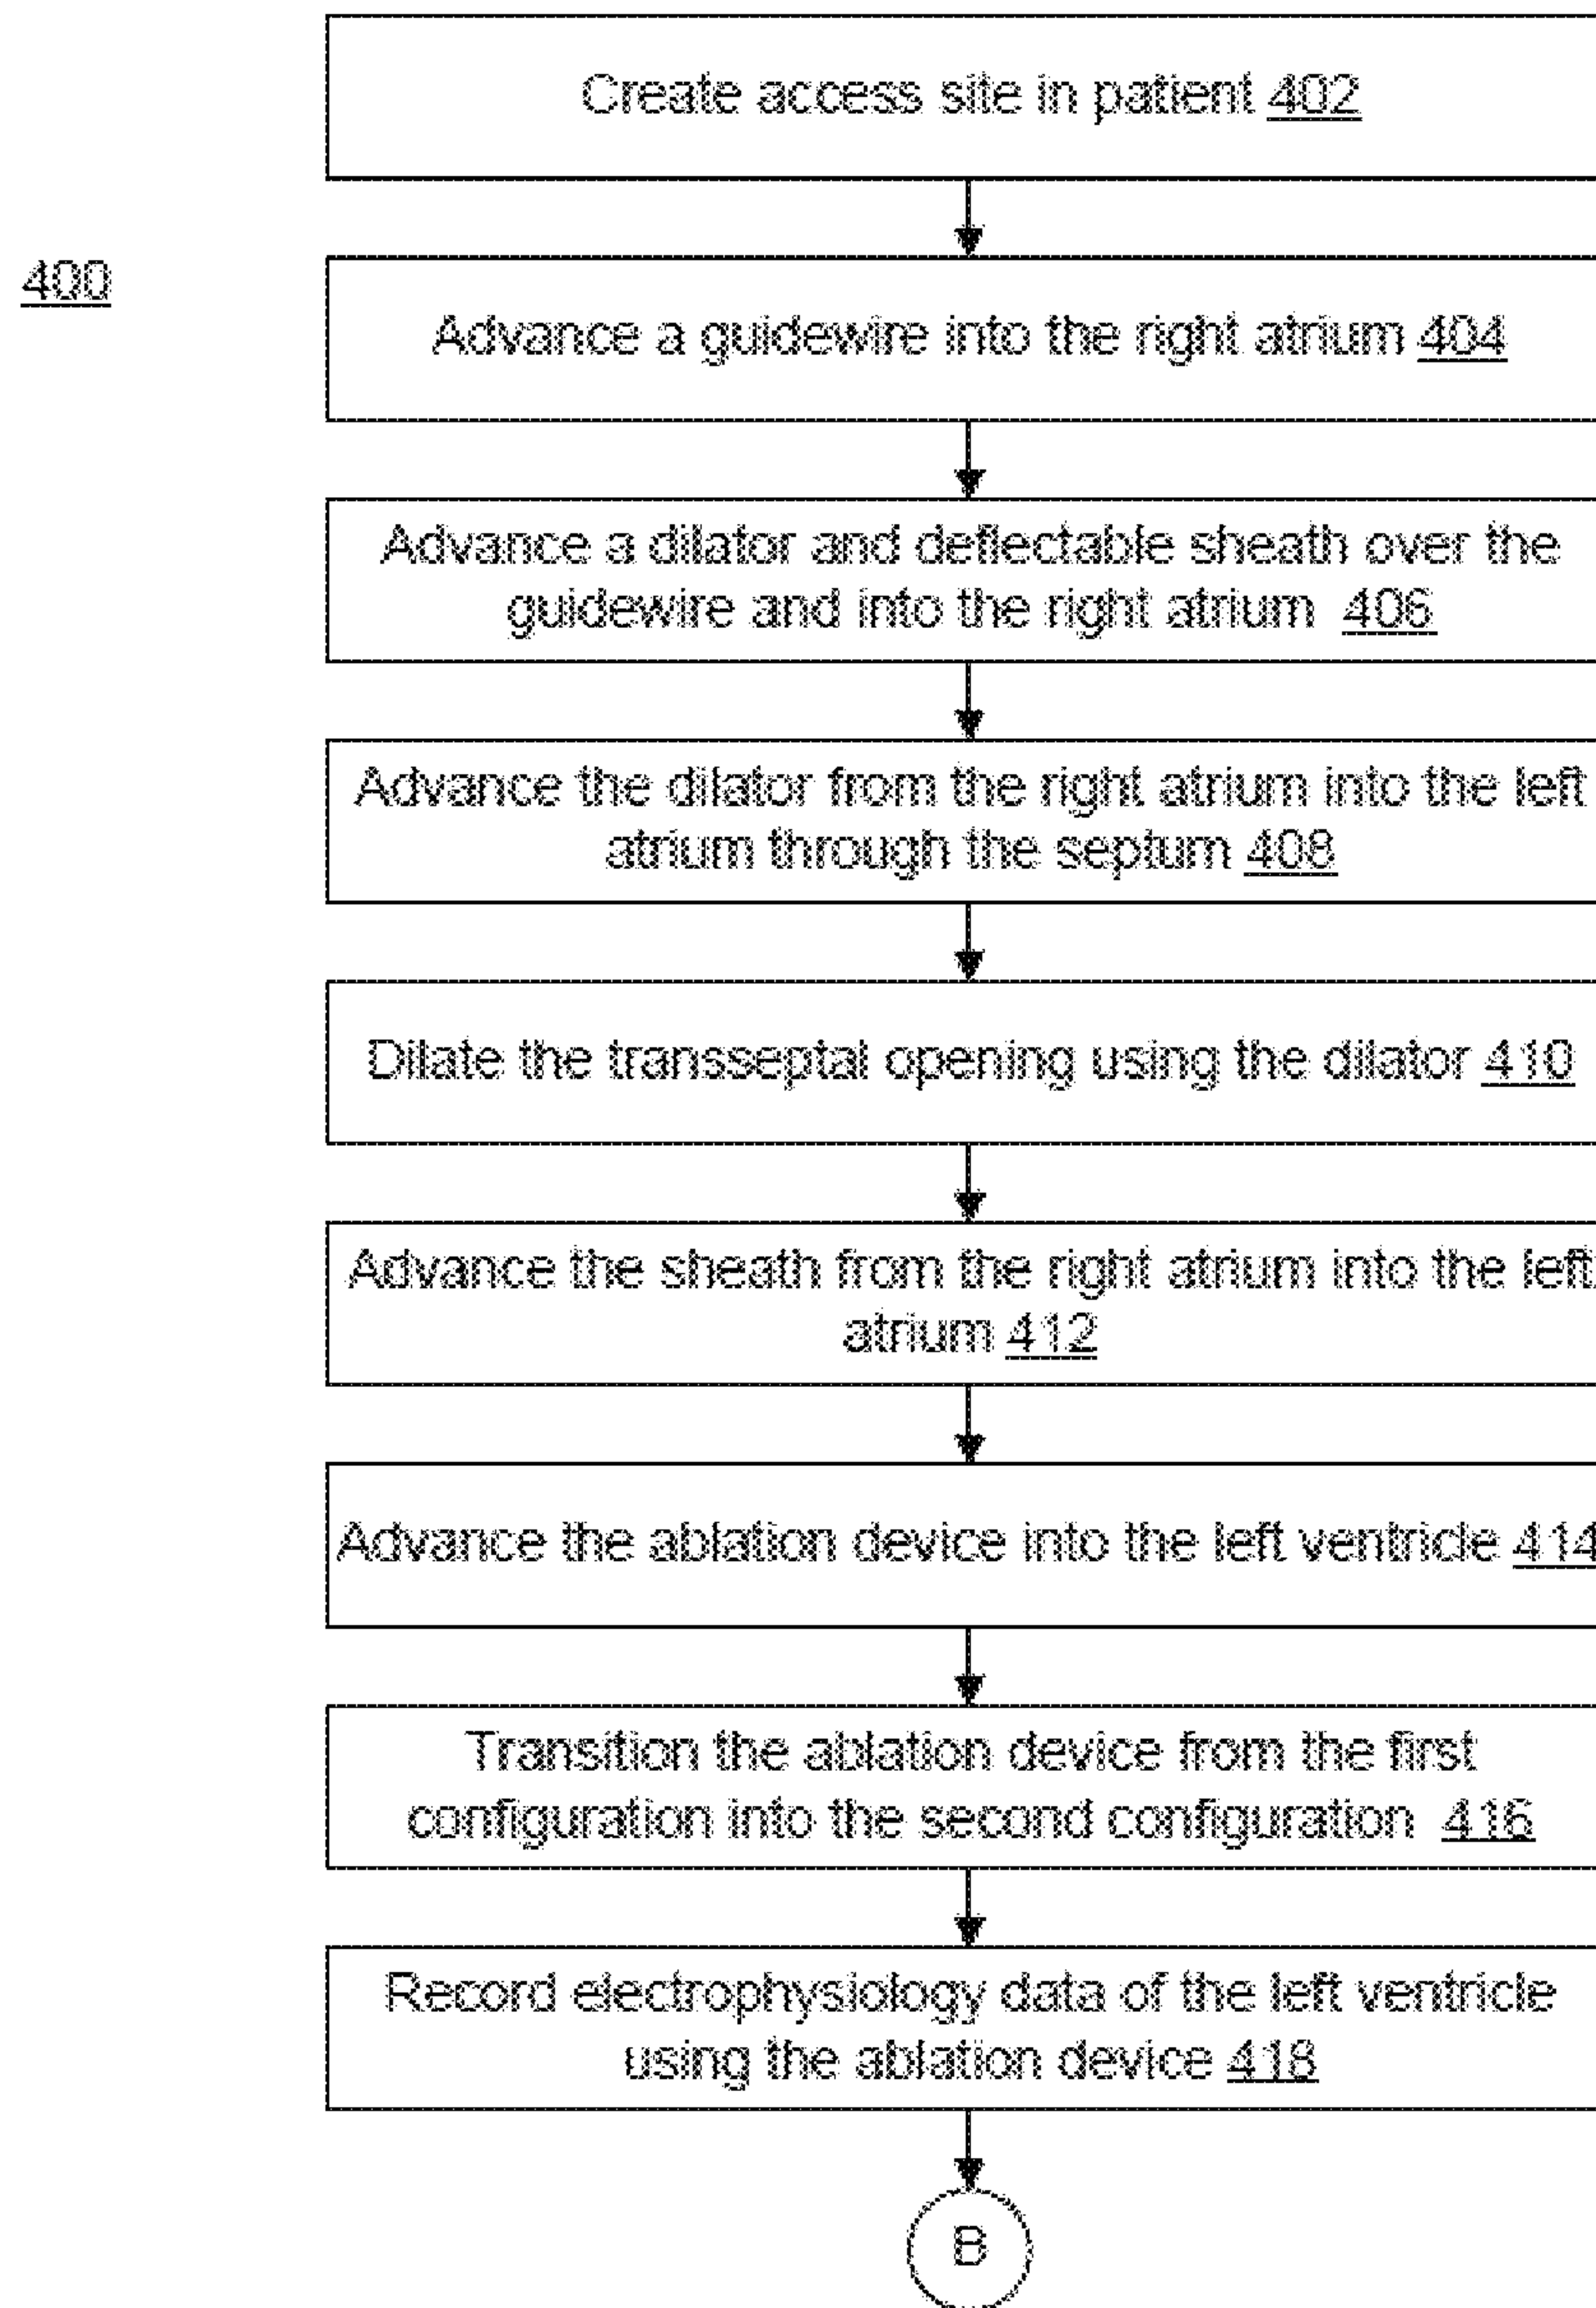 Create access site in patient 402
400
Advance a guidewire into the right atrium 404
Advance a dilator and deflectable sheath over the
guidewire and into the right atrium 406
Advance the dilator from the right atrium into the left
atrium through the septum 408
Dilate the transseptal opening using the dilator 410
Advance the sheath from the right atrium into the left
atrium 412
Advance the ablation device into the left ventricle 414
Transition the ablation device from the first
configuration into the second configuration 416
Record electrophysiology data of the left ventricle
using the ablation device 418
B